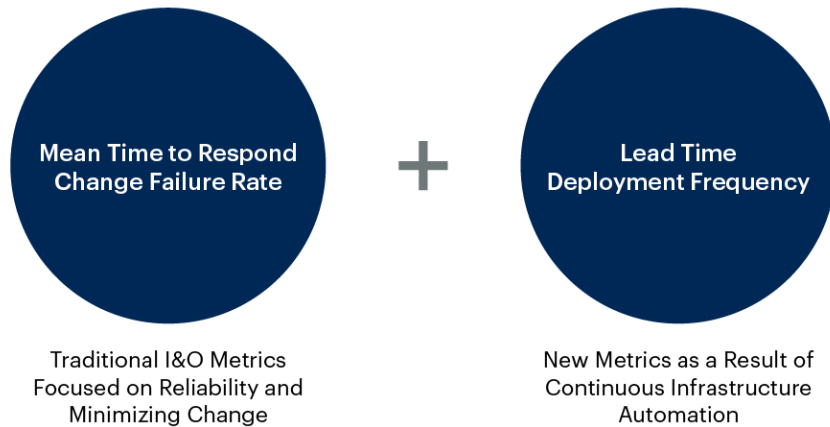 Mean Time to Respond
Change Failure Rate
+
Lead Time
Deployment Frequency
Traditional I&O Metrics
Focused on Reliability and
Minimizing Change
New Metrics as a Result of
Continuous Infrastructure
Automation